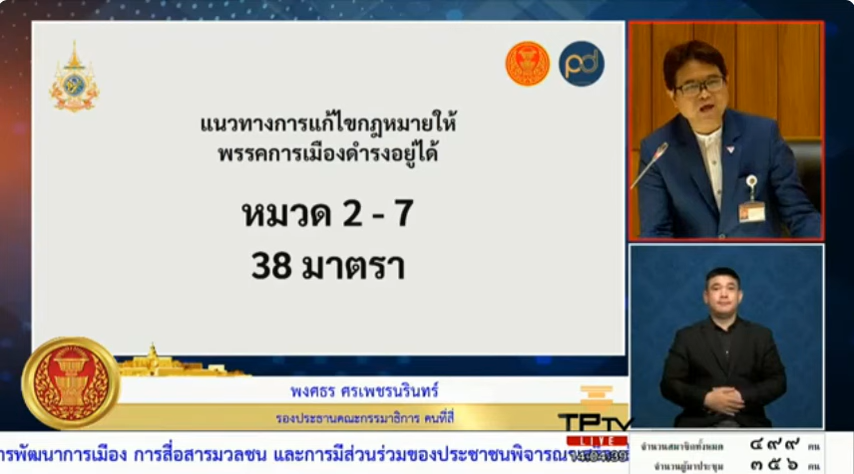 แนวทางการแก้ไขกฎหมายให้
พรรคการเมืองดำรงอยู่ได้
หมวด 2 - 7
38 มาตรา
พงศธร ศรเพชรนรินทร์
รองประธานคณะกรรมาธิการ คนที่สี่
TPTV
LIVE
ารพัฒนาการเมือง การสื่อสารมวลชน และการมีส่วนร่วมของประชาชนพิจารณา
จำนวนสมาชิกทั้งหมด ๔๙๙ คน
จำนวนผู้มาประชุม ๓๕๖ คน